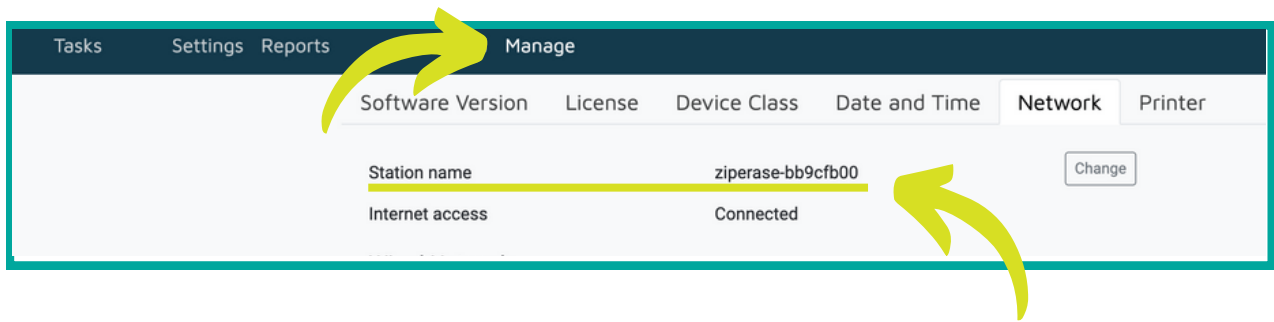 Tasks Settings Reports Manage
Software Version License Device Class Date and Time Network Printer
Station name ziperase-bb9cfb00 Change
Internet access Connected